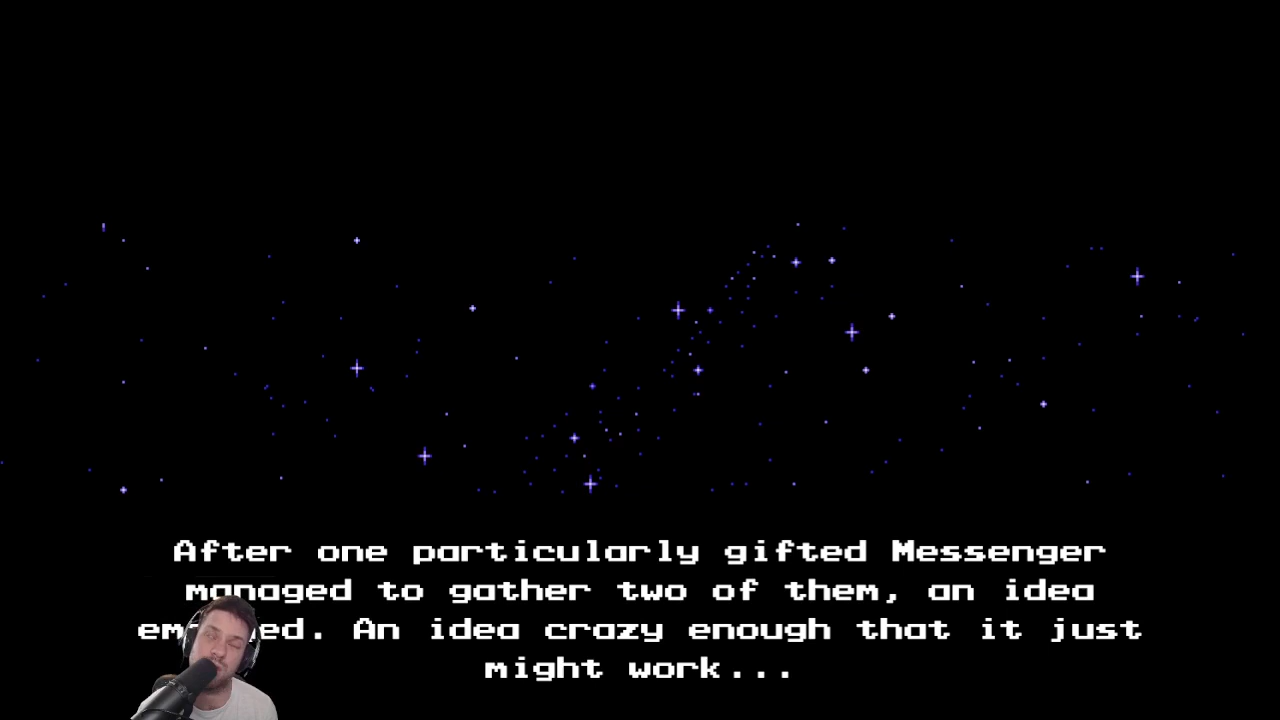 After one particularly gifted Messenger
managed to gather two of them, an idea
An idea crazy enough that it just
might work...